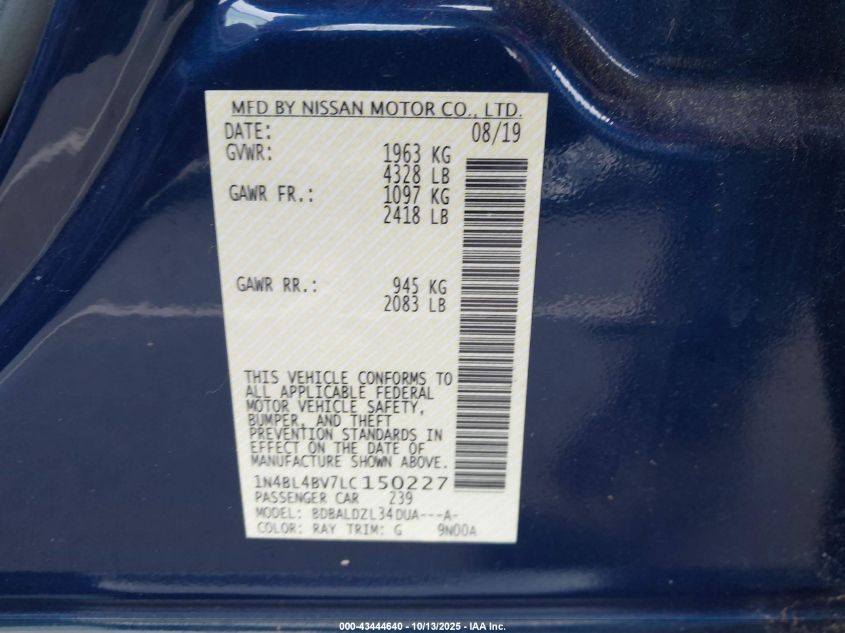 MFD BY NISSAN MOTOR CO., LTD.
DATE: 08/19
GVWR: 1963 KG
4328 LB
GAWR FR.: 1097 KG
2418 LB
GAWR RR.: 945 KG
2083 LB
THIS VEHICLE CONFORMS TO
ALL APPLICABLE FEDERAL
MOTOR VEHICLE SAFETY,
BUMPER, AND THEFT
PREVENTION STANDARDS IN
EFFECT ON THE DATE OF
MANUFACTURE SHOWN ABOVE.
1N4BL4BV7LC150227
PASSENGER CAR 239
MODEL: BDBALDZL34DUA---A-
COLOR: RAY TRIM: G 9N00A
000-43444640 - 10/13/2025 - IAA Inc.